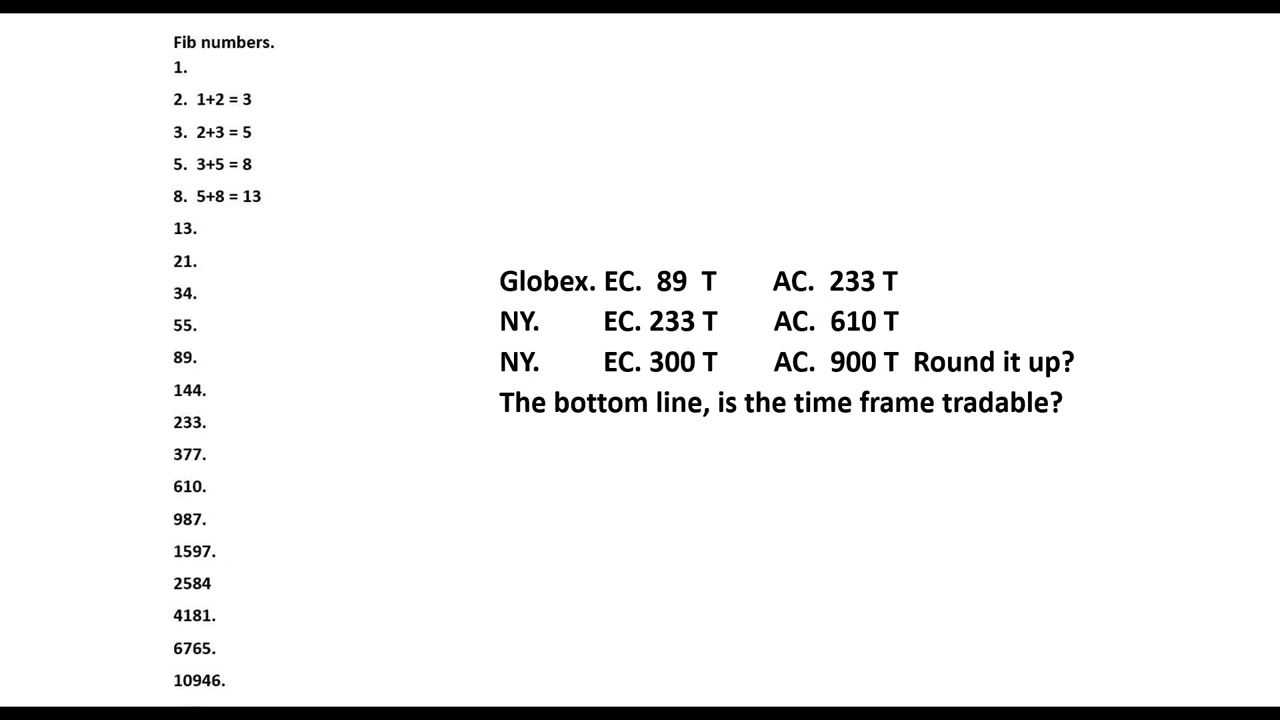 Fib numbers.
1.
2. 1+2 = 3
3. 2+3 = 5
5. 3+5 = 8
8. 5+8 = 13
13.
21.
34.
55.
89.
144.
233.
377.
610.
987.
1597.
2584
4181.
6765.
10946.
Globex. EC. 89 T AC. 233 T
NY. EC. 233 T AC. 610 T
NY. EC. 300 T AC. 900 T Round it up?
The bottom line, is the time frame tradable?